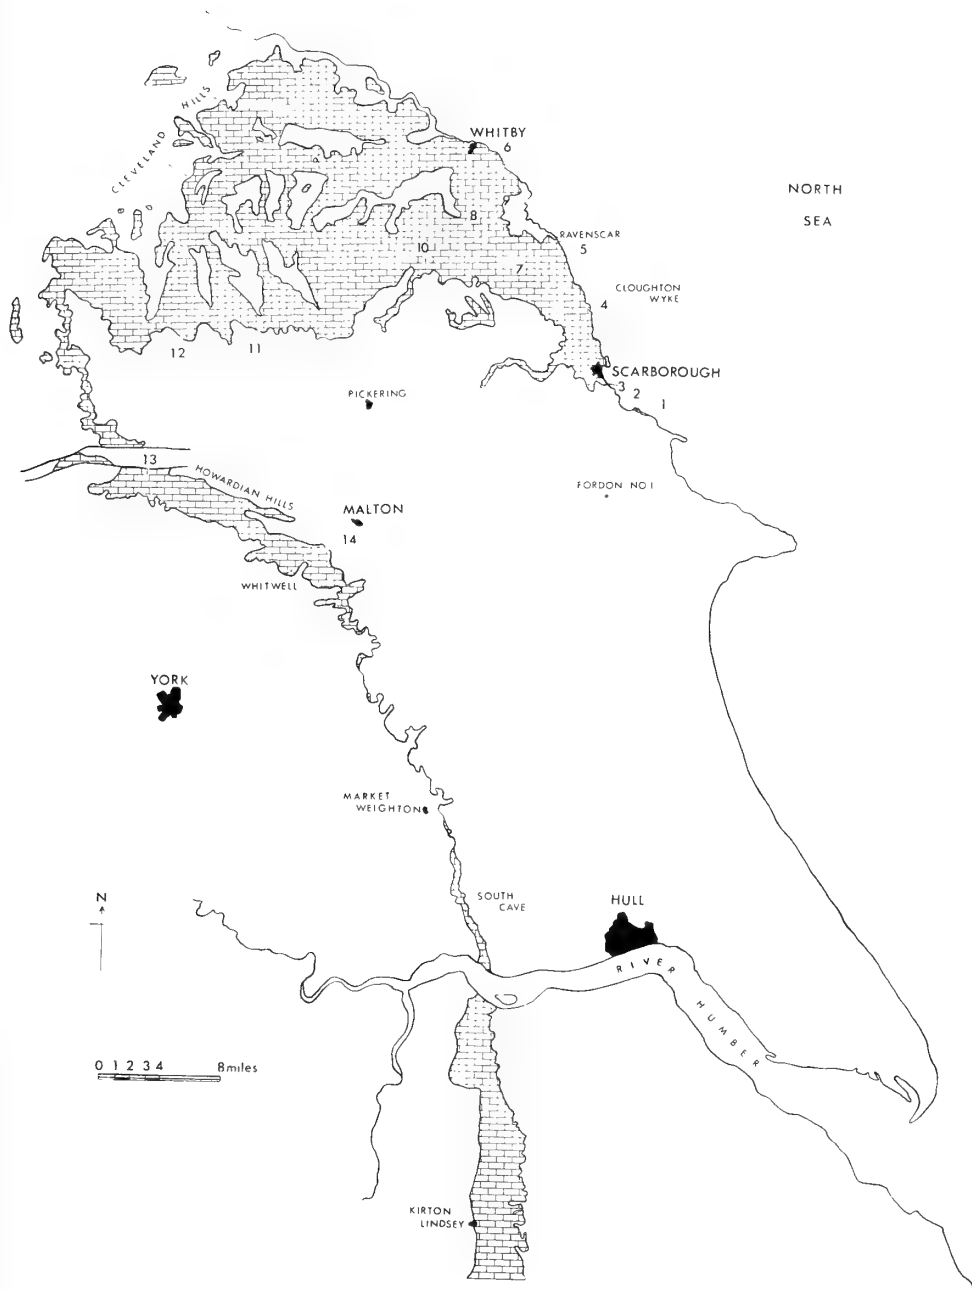 CLEVELAND HILLS
WHITBY
6
NORTH
SEA
8
RAVENSCAR
5
10
7
CLOUGHTON
WYKE
4
12
11
SCARBOROUGH
3
2
1
PICKERING
13
HOWARDIAN HILLS
FORDON NO 1
MALTON
14
WHITWELL
YORK
MARKET
WEIGHTON
SOUTH
CAVE
N
HULL
RIVER HUMBER
0 1 2 3 4 8 miles
KIRTON
LINDSEY